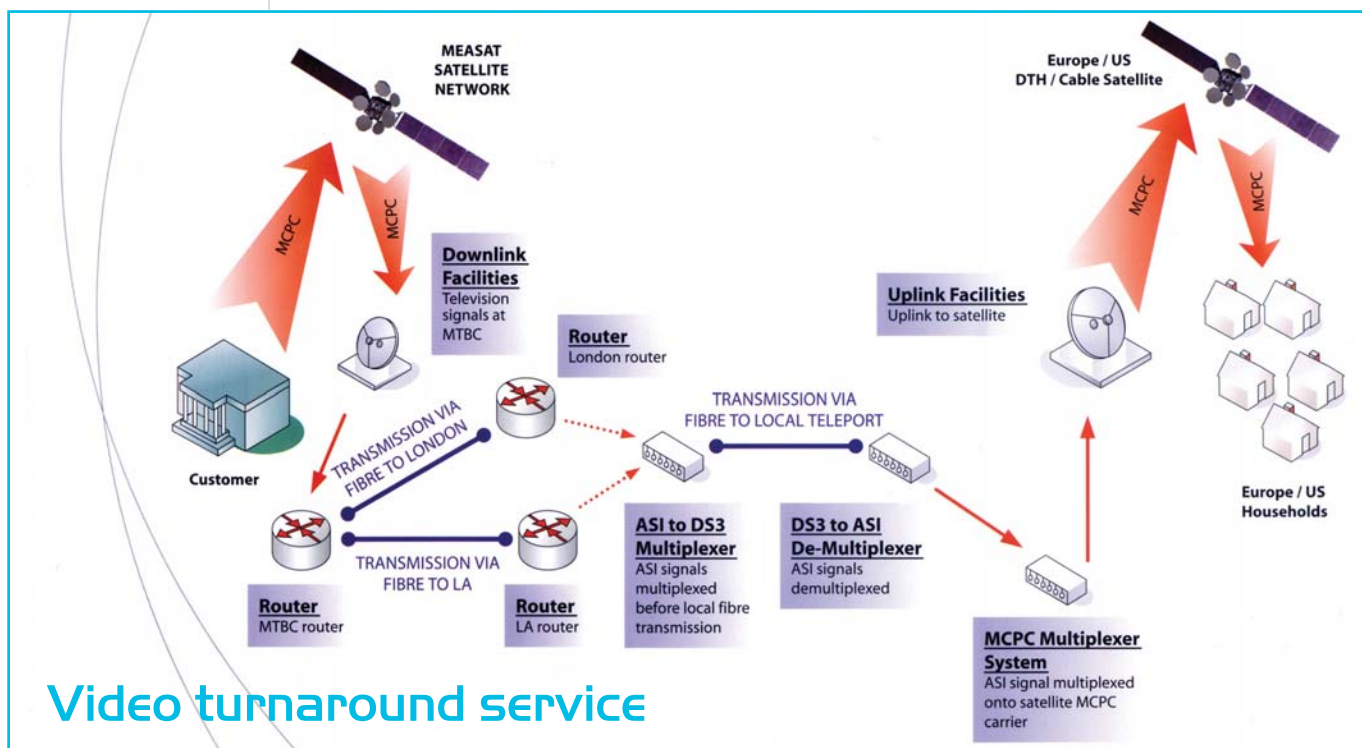 MEASAT
SATELLITE
NETWORK
Europe / US
DTH / Cable Satellite
MCPC
MCPC
MCPC
MCPC
Downlink
Facilities
Television
signals at
MTBC
Uplink Facilities
Uplink to satellite
Router
London router
Customer
TRANSMISSION VIA
FIBRE TO LONDON
TRANSMISSION VIA
FIBRE TO LOCAL TELEPORT
Europe / US
Households
TRANSMISSION VIA
FIBRE TO LA
Router
MTBC router
Router
LA router
ASI to DS3
Multiplexer
ASI signals
multiplexed
before local fibre
transmission
DS3 to ASI
De-Multiplexer
ASI signals
demultiplexed
MCPC Multiplexer
System
ASI signal multiplexed
onto satellite MCPC
carrier
Video turnaround service